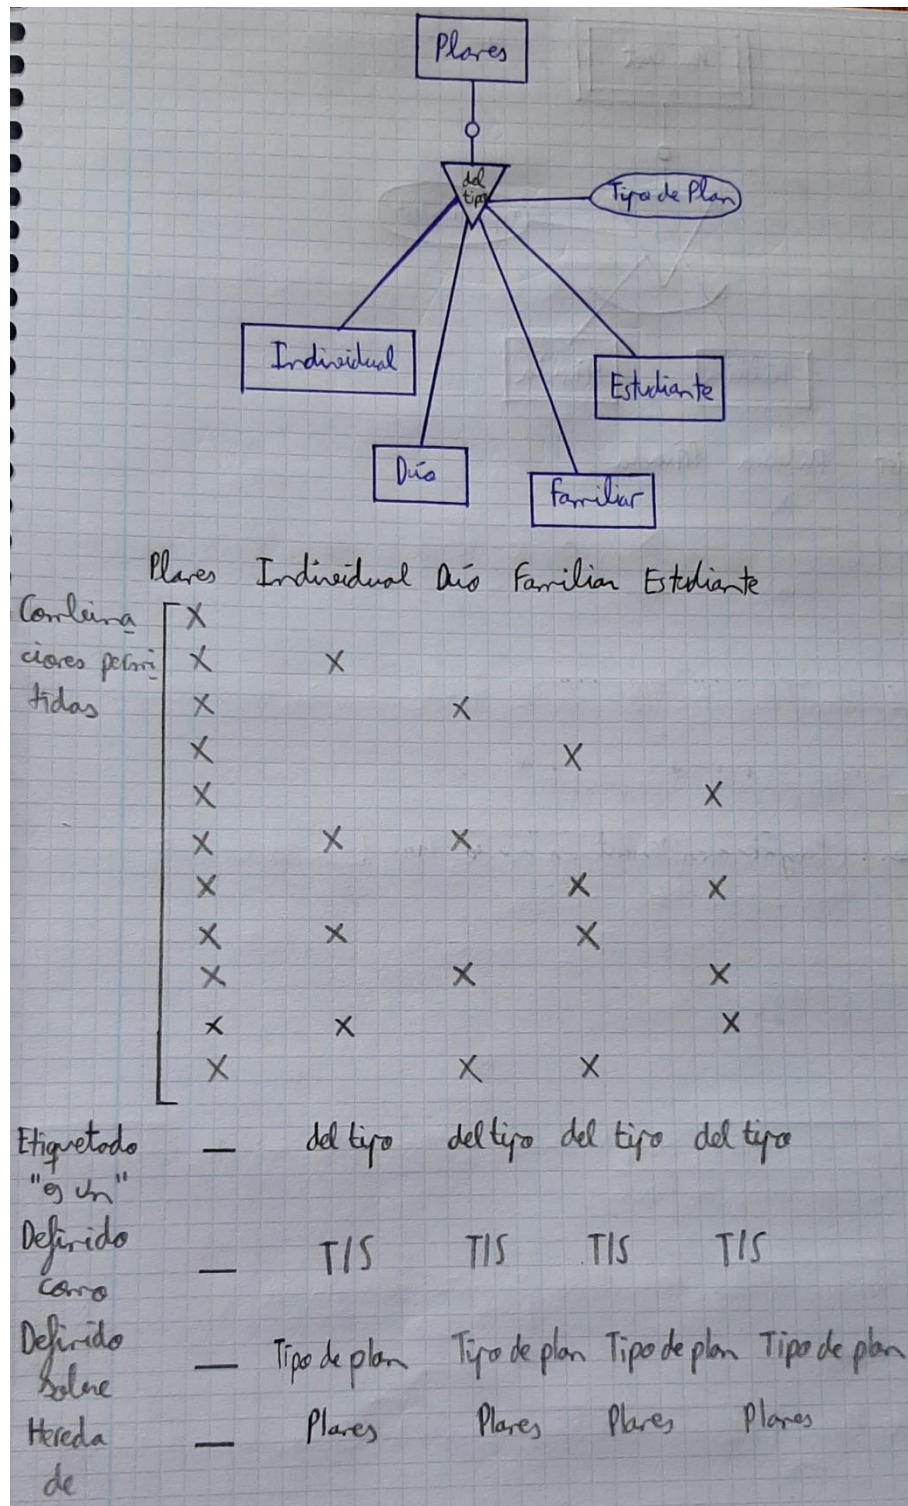 Planes
del
tipo
Tipo de Plan
Individual
Estudiante
Dúo
Familiar
Planes Individual Dúo Familiar Estudiante
Combina
ciones permi
tidas
X
X X
X X
X X
X X
X X X
X X X
X X X
X X X
X X X
X X X
Etiquetado — del tipo del tipo del tipo del tipo
"es un"
Definido — T/S T/S T/S T/S
como
Definido — Tipo de plan Tipo de plan Tipo de plan Tipo de plan
sobre
Hereda — Planes Planes Planes Planes
de